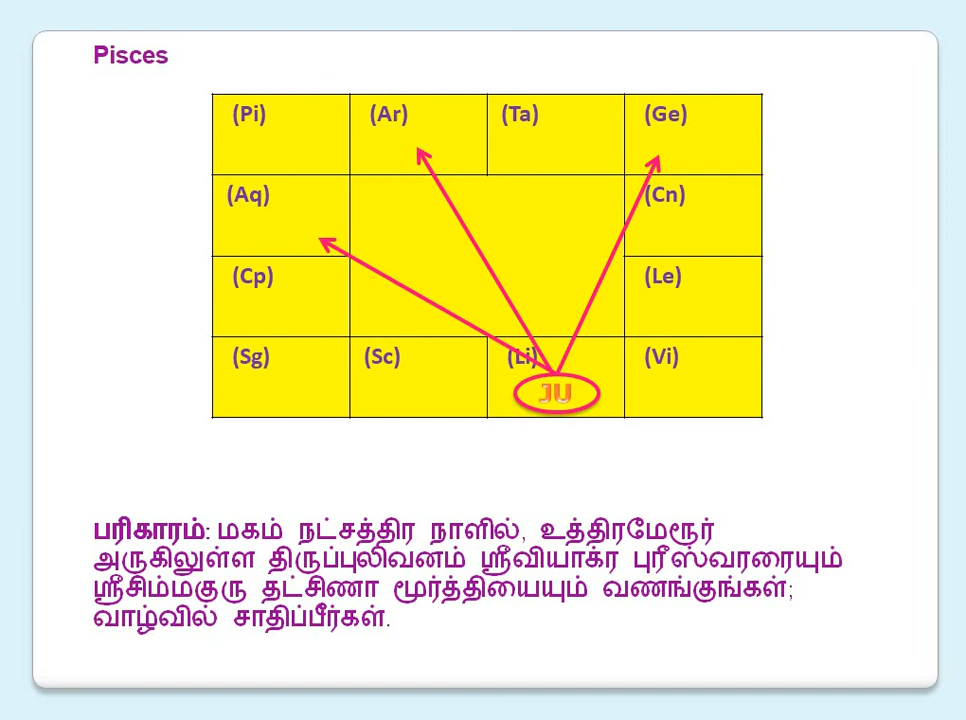 Pisces
(Pi) (Ar) (Ta) (Ge)
(Aq) (Cn)
(Cp) (Le)
(Sg) (Sc) (Li) (Vi)
JU
பரிகாரம்: மகம் நட்சத்திர நாளில், உத்திரமேரூர்
அருகிலுள்ள திருப்புலிவனம் ஸ்ரீவியாக்ர புரீஸ்வாரரையும்
ஸ்ரீசிம்மகுரு தட்சிணா மூர்த்தியையும் வணங்குங்கள்;
வாழ்வில் சாதிப்பீர்கள்.